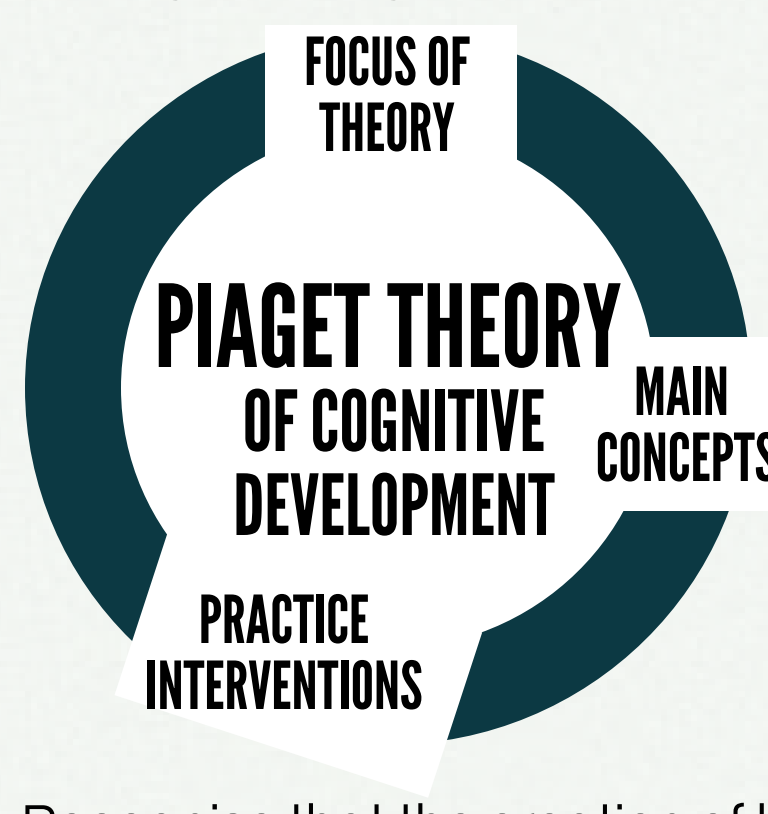 FOCUS OF
THEORY
PIAGET THEORY
OF COGNITIVE
DEVELOPMENT
MAIN
CONCEPTS
PRACTICE
INTERVENTIONS